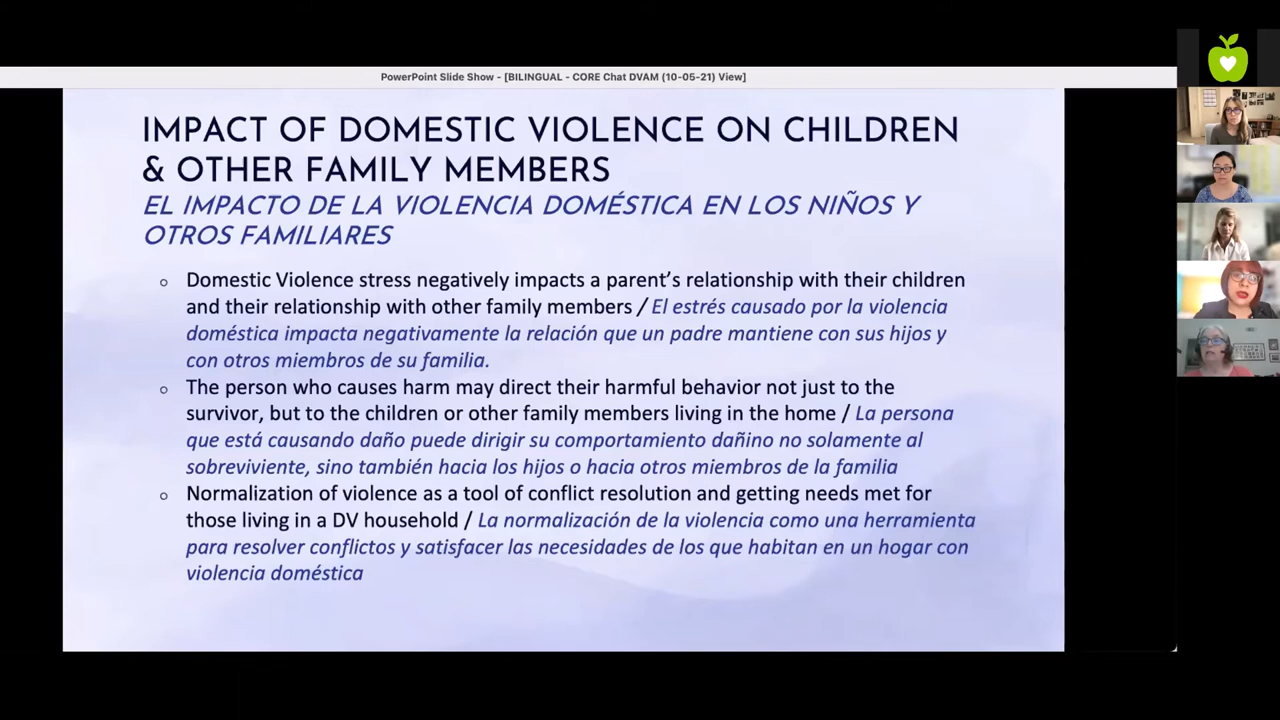 PowerPoint Slide Show - [BILINGUAL - CORE Chat DVAM (10-05-21) View]
IMPACT OF DOMESTIC VIOLENCE ON CHILDREN
& OTHER FAMILY MEMBERS
EL IMPACTO DE LA VIOLENCIA DOMÉSTICA EN LOS NIÑOS Y
OTROS FAMILIARES
○ Domestic Violence stress negatively impacts a parent's relationship with their children
and their relationship with other family members / El estrés causado por la violencia
doméstica impacta negativamente la relación que un padre mantiene con sus hijos y
con otros miembros de su familia.
○ The person who causes harm may direct their harmful behavior not just to the
survivor, but to the children or other family members living in the home / La persona
que está causando daño puede dirigir su comportamiento dañino no solamente al
sobreviviente, sino también hacia los hijos o hacia otros miembros de la familia
○ Normalization of violence as a tool of conflict resolution and getting needs met for
those living in a DV household / La normalización de la violencia como una herramienta
para resolver conflictos y satisfacer las necesidades de los que habitan en un hogar con
violencia doméstica